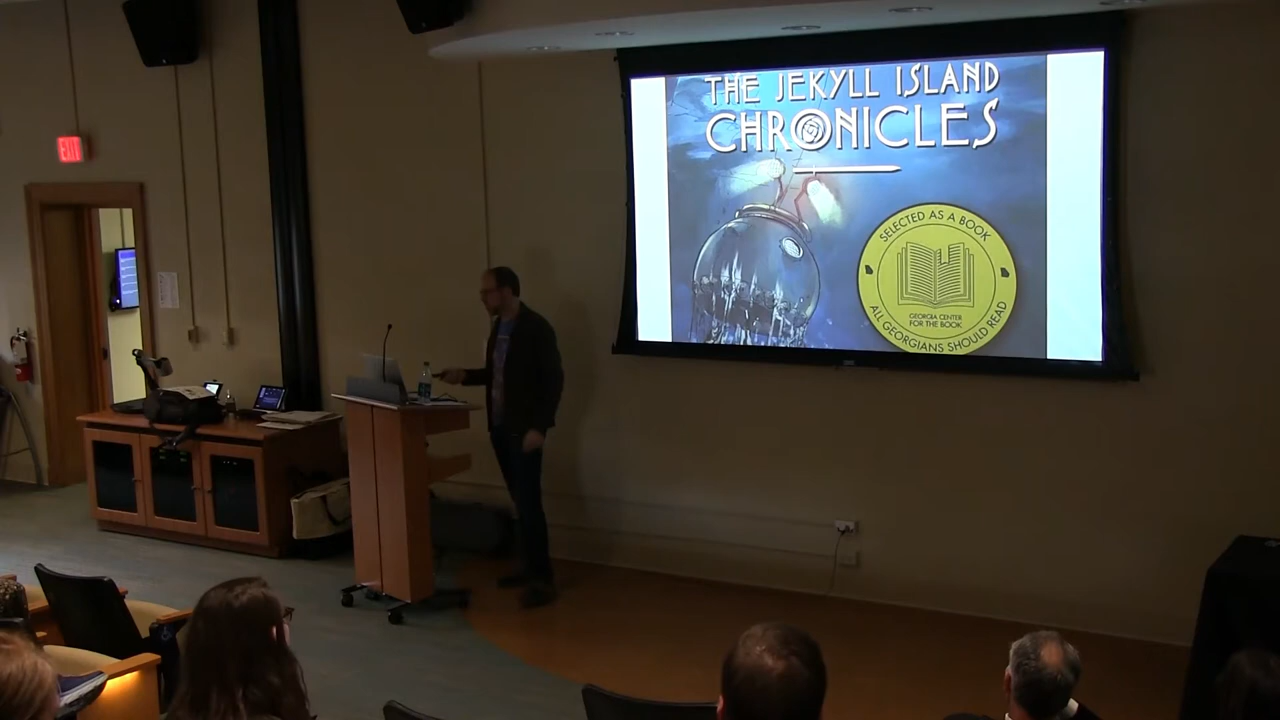 EXIT
THE JEKYLL ISLAND
CHRONICLES
SELECTED AS A BOOK
GEORGIA CENTER
FOR THE BOOK
ALL GEORGIANS SHOULD READ